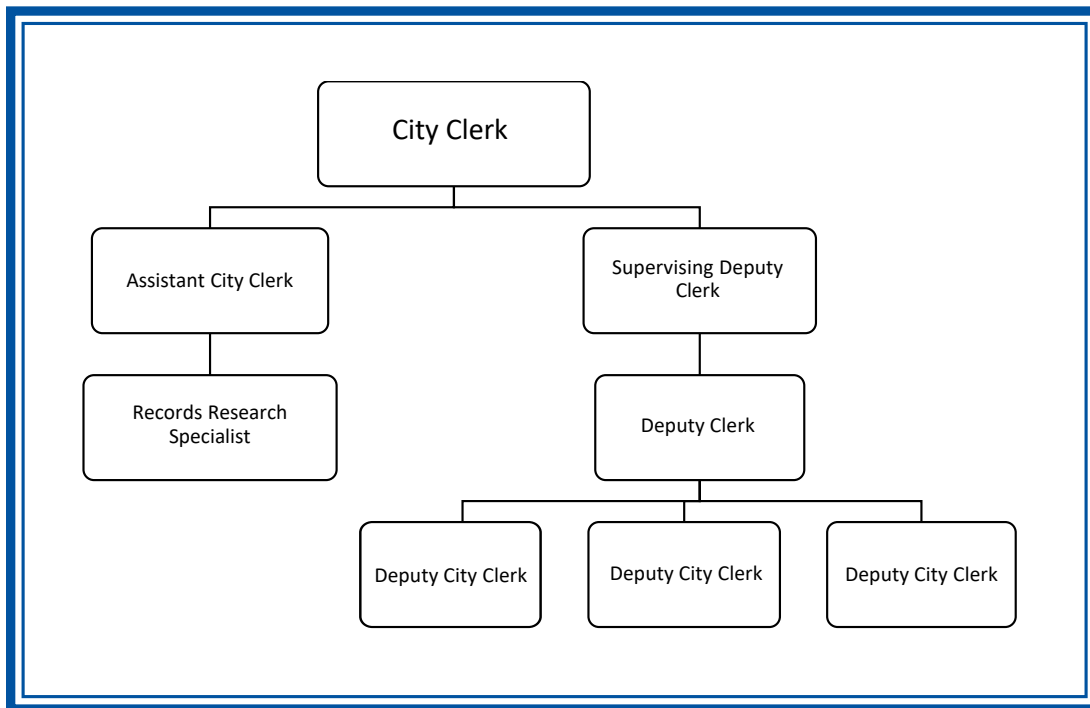 City Clerk
Assistant City Clerk
Supervising Deputy
Clerk
Records Research
Specialist
Deputy Clerk
Deputy City Clerk
Deputy City Clerk
Deputy City Clerk